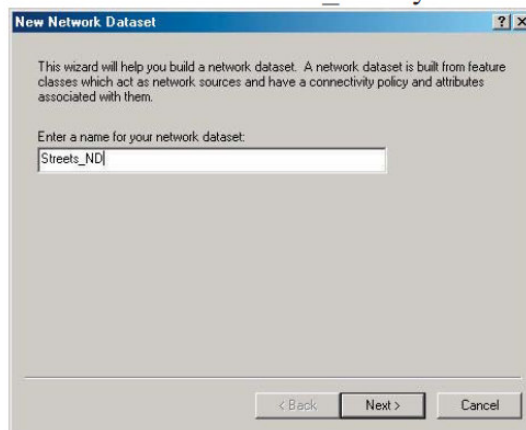 New Network Dataset
? X
This wizard will help you build a network dataset. A network dataset is built from feature
classes which act as network sources and have a connectivity policy and attributes
associated with them.
Enter a name for your network dataset:
Streets_ND
< Back Next > Cancel